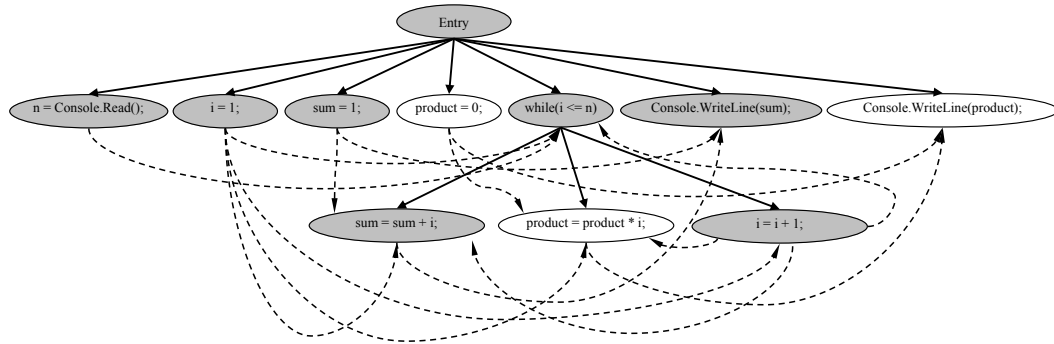 Entry
n = Console.Read();
i = 1;
sum = 1;
product = 0;
while(i <= n)
Console.WriteLine(sum);
Console.WriteLine(product);
sum = sum + i;
product = product * i;
i = i + 1;